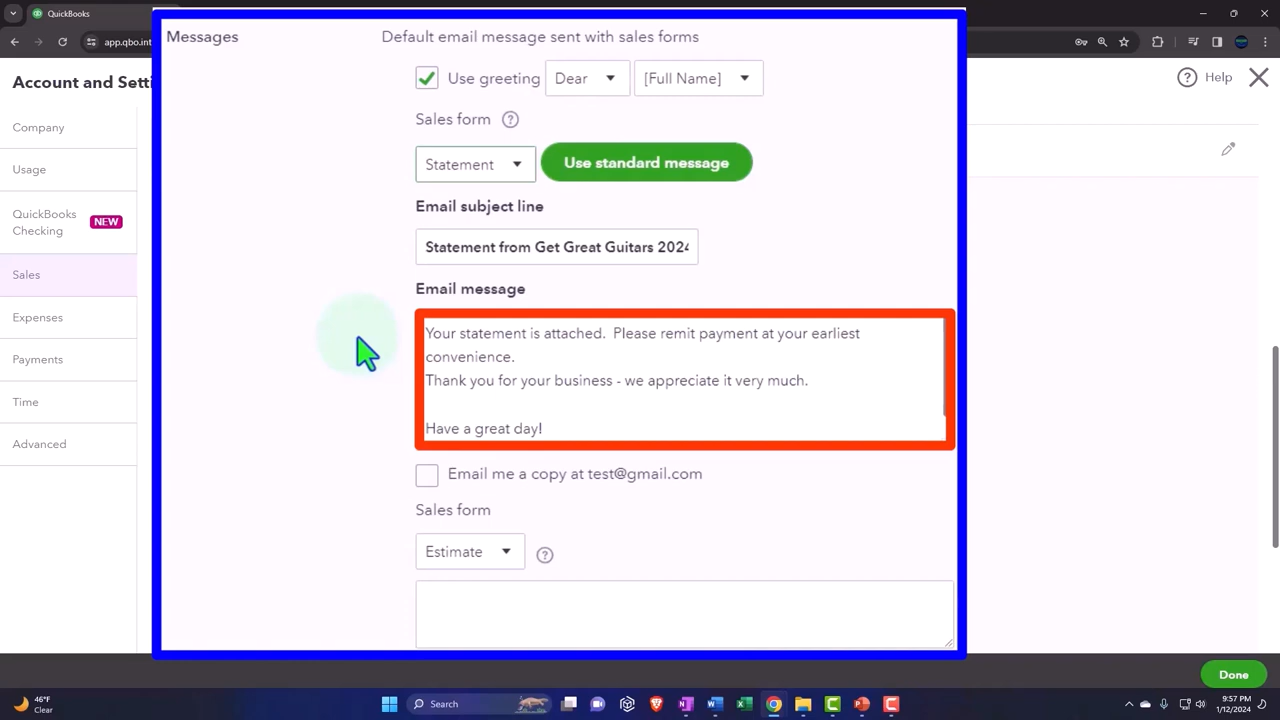 QuickBooks
app.qbo.int
Account and Setti
Help
Company
Usage
QuickBooks
Checking
NEW
Sales
Expenses
Payments
Time
Advanced
Messages
Default email message sent with sales forms
Use greeting
Dear
[Full Name]
Sales form
Statement
Use standard message
Email subject line
Statement from Get Great Guitars 2024
Email message
Your statement is attached.  Please remit payment at your earliest
convenience.
Thank you for your business - we appreciate it very much.
Have a great day!
Email me a copy at test@gmail.com
Sales form
Estimate
Done
46°F
Clear
Search
9:57 PM
1/12/2024